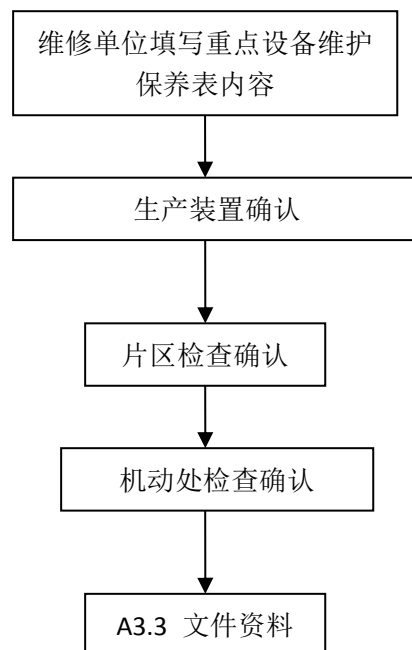 维修单位填写重点设备维护
保养表内容
生产装置确认
片区检查确认
机动处检查确认
A3.3 文件资料